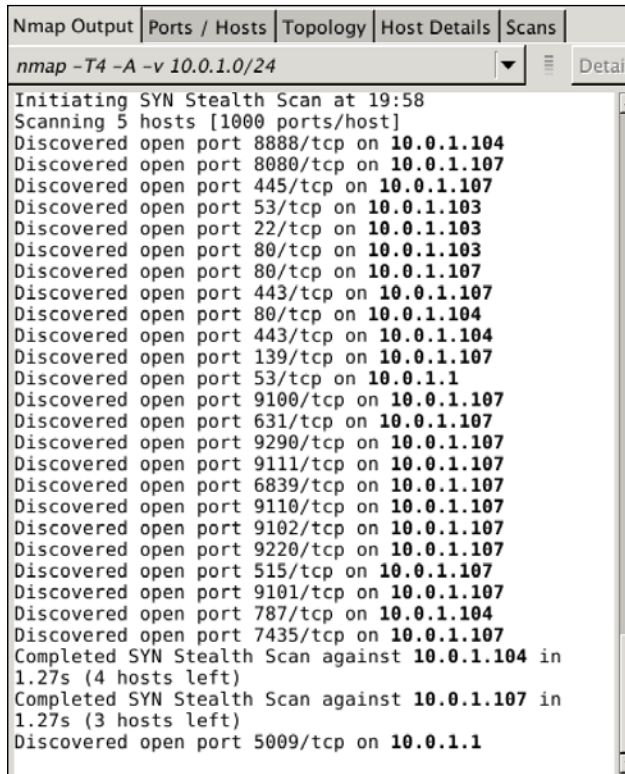 Nmap Output Ports / Hosts Topology Host Details Scans
nmap -T4 -A -v 10.0.1.0/24 Detai
Initiating SYN Stealth Scan at 19:58
Scanning 5 hosts [1000 ports/host]
Discovered open port 8888/tcp on 10.0.1.104
Discovered open port 8080/tcp on 10.0.1.107
Discovered open port 445/tcp on 10.0.1.107
Discovered open port 53/tcp on 10.0.1.103
Discovered open port 22/tcp on 10.0.1.103
Discovered open port 80/tcp on 10.0.1.103
Discovered open port 80/tcp on 10.0.1.107
Discovered open port 443/tcp on 10.0.1.107
Discovered open port 80/tcp on 10.0.1.104
Discovered open port 443/tcp on 10.0.1.104
Discovered open port 139/tcp on 10.0.1.107
Discovered open port 53/tcp on 10.0.1.1
Discovered open port 9100/tcp on 10.0.1.107
Discovered open port 631/tcp on 10.0.1.107
Discovered open port 9290/tcp on 10.0.1.107
Discovered open port 9111/tcp on 10.0.1.107
Discovered open port 6839/tcp on 10.0.1.107
Discovered open port 9110/tcp on 10.0.1.107
Discovered open port 9102/tcp on 10.0.1.107
Discovered open port 9220/tcp on 10.0.1.107
Discovered open port 515/tcp on 10.0.1.107
Discovered open port 9101/tcp on 10.0.1.107
Discovered open port 787/tcp on 10.0.1.104
Discovered open port 7435/tcp on 10.0.1.107
Completed SYN Stealth Scan against 10.0.1.104 in
1.27s (4 hosts left)
Completed SYN Stealth Scan against 10.0.1.107 in
1.27s (3 hosts left)
Discovered open port 5009/tcp on 10.0.1.1